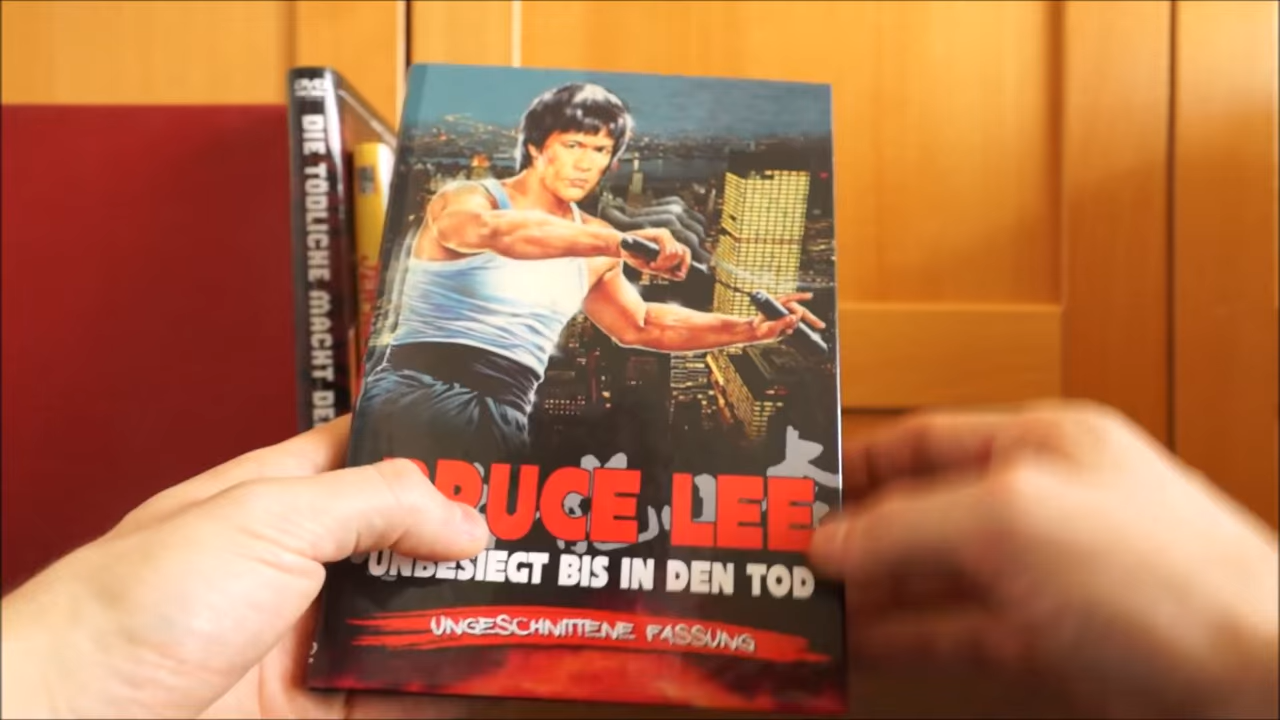 DVD
DIE TÖDLICHE MACHT DE
BRUCE LEE
UNBESIEGT BIS IN DEN TOD
UNGESCHNITTENE FASSUNG